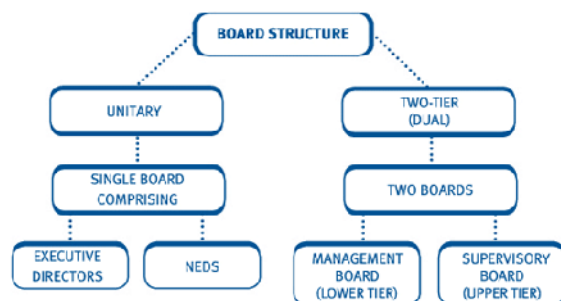 BOARD STRUCTURE
UNITARY
TWO-TIER
(DUAL)
SINGLE BOARD
COMPRISING
TWO BOARDS
EXECUTIVE
DIRECTORS
NEDS
MANAGEMENT
BOARD
(LOWER TIER)
SUPERVISORY
BOARD
(UPPER TIER)